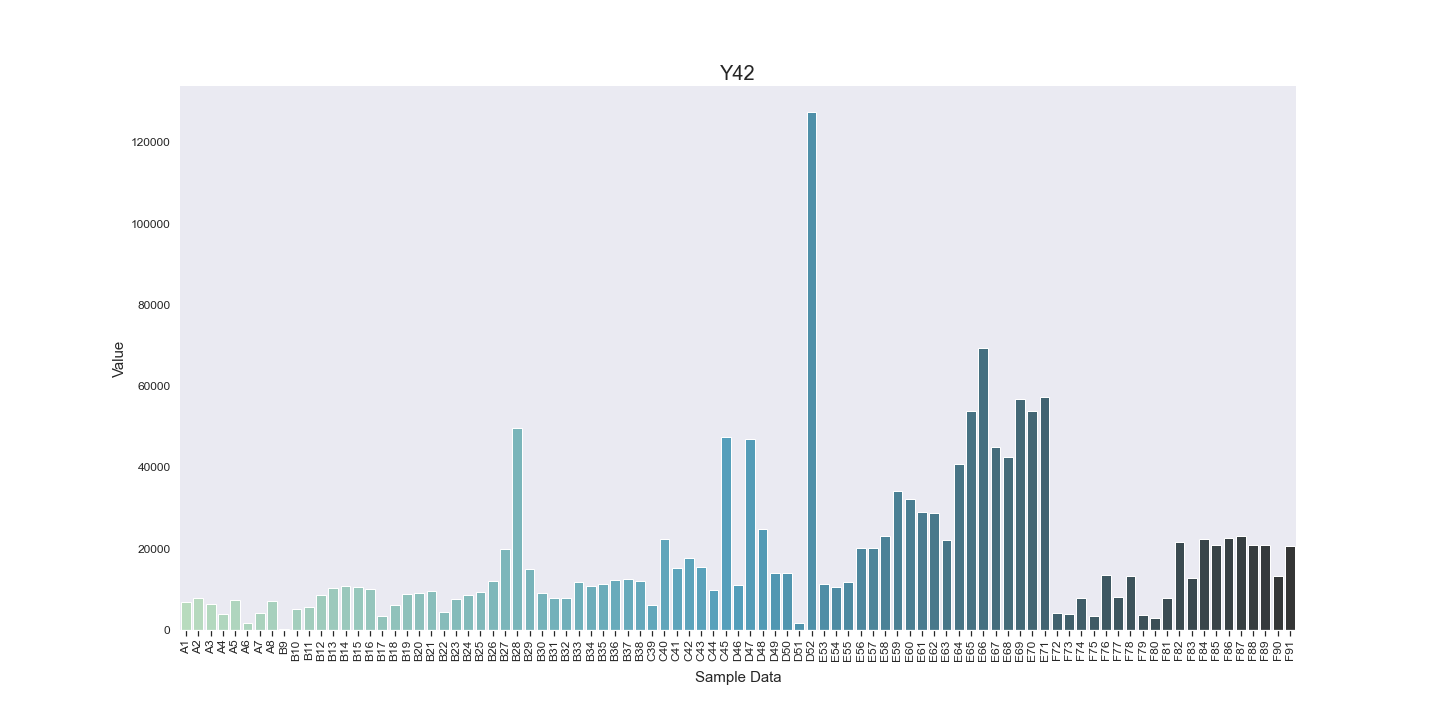 Y42
Value
120000
100000
80000
60000
40000
20000
0
A1 A2 A3 A4 A5 A6 A7 A8 B9 B10 B11 B12 B13 B14 B15 B16 B17 B18 B19 B20 B21 B22 B23 B24 B25 B26 B27 B28 B29 B30 B31 B32 B33 B34 B35 B36 B37 B38 C39 C40 C41 C42 C43 C44 C45 D46 D47 D48 D49 D50 D51 D52 E53 E54 E55 E56 E57 E58 E59 E60 E61 E62 E63 E64 E65 E66 E67 E68 E69 E70 E71 F72 F73 F74 F75 F76 F77 F78 F79 F80 F81 F82 F83 F84 F85 F86 F87 F88 F89 F90 F91
Sample Data